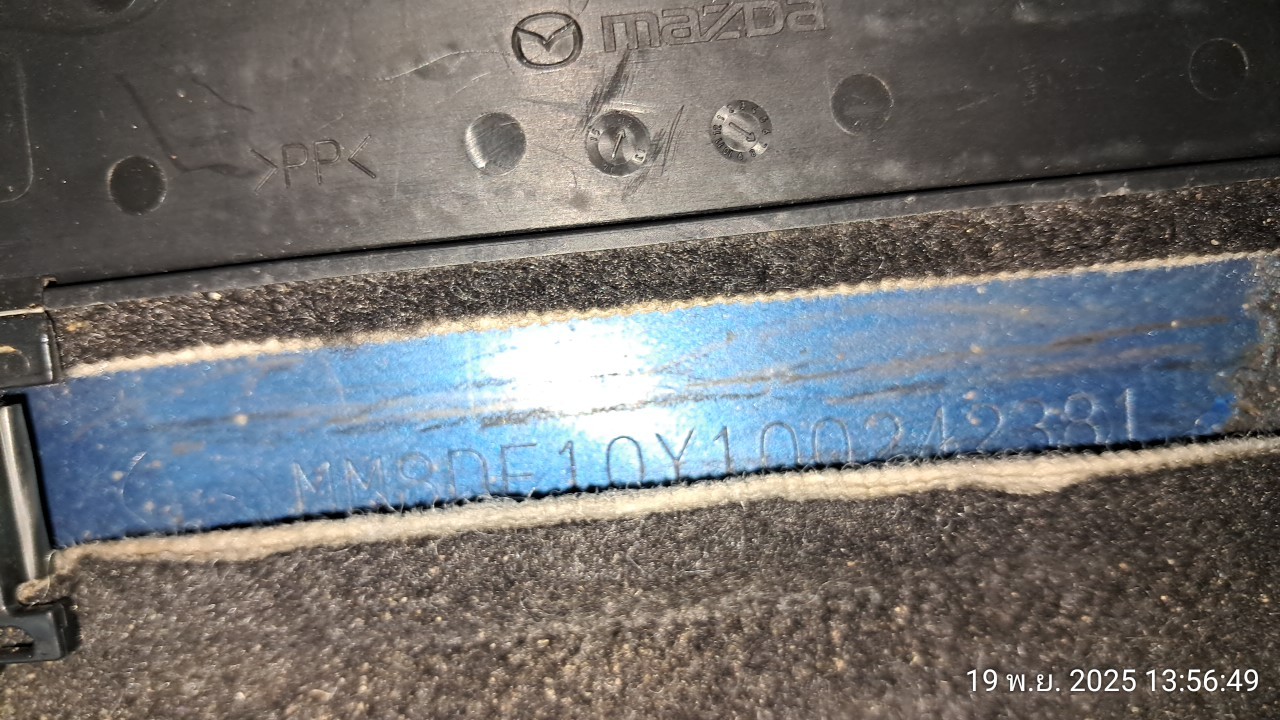 mazda
>PP<
MM8DE10Y100242381
19 พ.ย. 2025 13:56:49